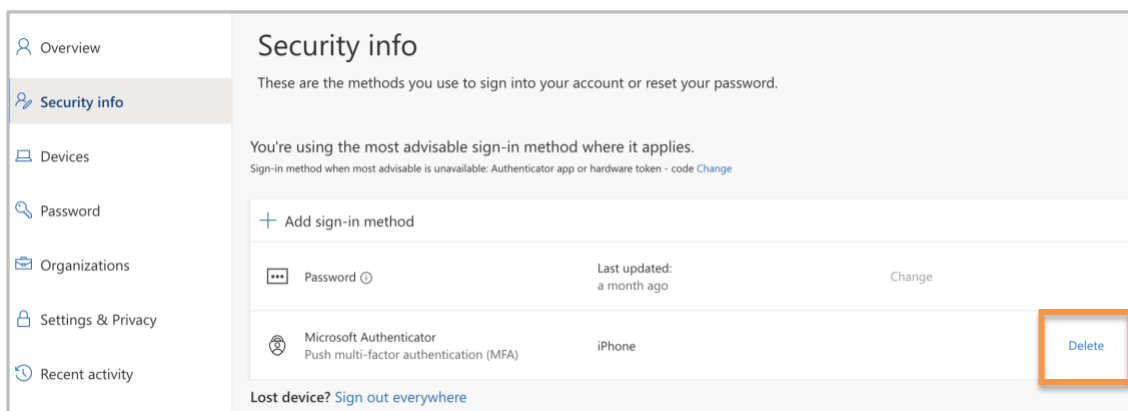 Overview
Security info
Devices
Password
Organizations
Settings & Privacy
Recent activity
Security info
These are the methods you use to sign into your account or reset your password.
You're using the most advisable sign-in method where it applies.
Sign-in method when most advisable is unavailable: Authenticator app or hardware token - code Change
Add sign-in method
Password
Last updated:
a month ago
Change
Microsoft Authenticator
Push multi-factor authentication (MFA)
iPhone
Delete
Lost device? Sign out everywhere